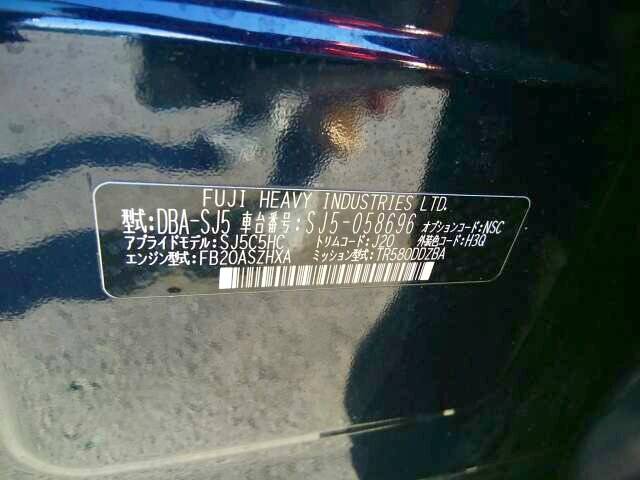 FUJI HEAVY INDUSTRIES LTD.
型式:DBA-SJ5 車台番号:SJ5-058696 オプションコード:NSC
アプライドモデル:SJ5C5HC トリムコード:J20 外装色コード:H3Q
エンジン型式:FB20ASZHXA ミッション型式:TR580DDZBA